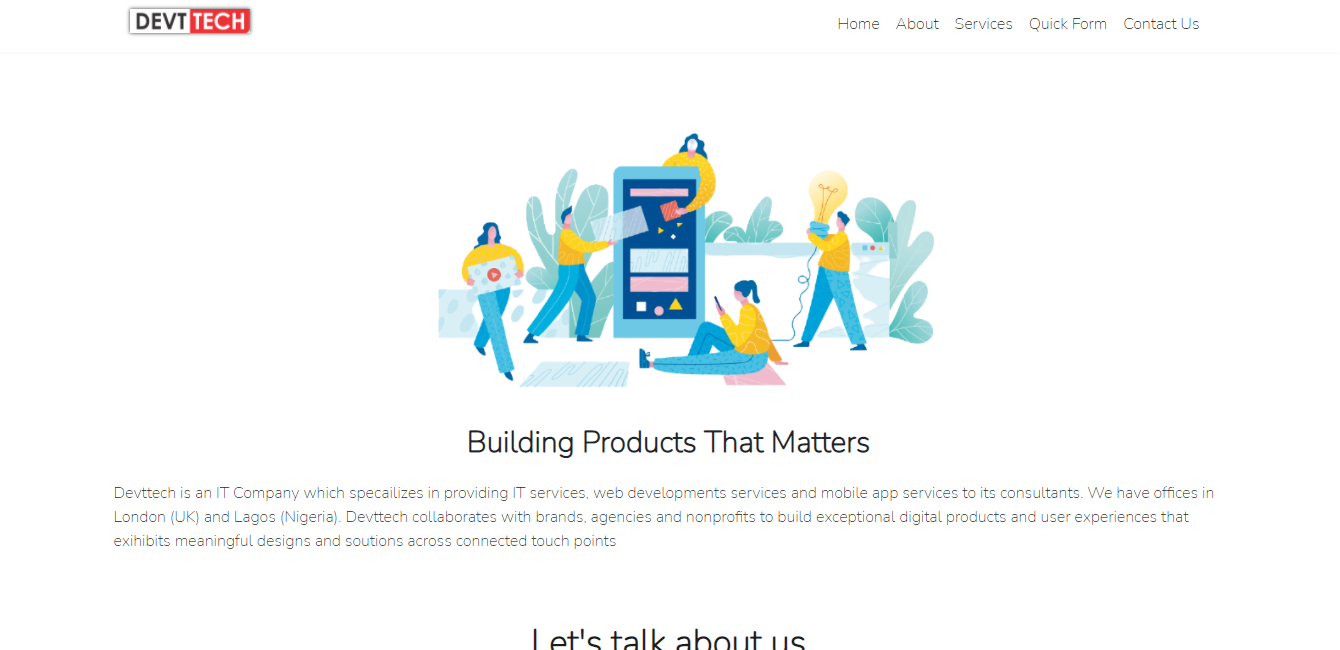 DEVT TECH
Home About Services Quick Form Contact Us
Building Products That Matters
Devttech is an IT Company which specailizes in providing IT services, web developments services and mobile app services to its consultants. We have offices in
London (UK) and Lagos (Nigeria). Devttech collaborates with brands, agencies and nonprofits to build exceptional digital products and user experiences that
exihibits meaningful designs and soutions across connected touch points
Let's talk about us